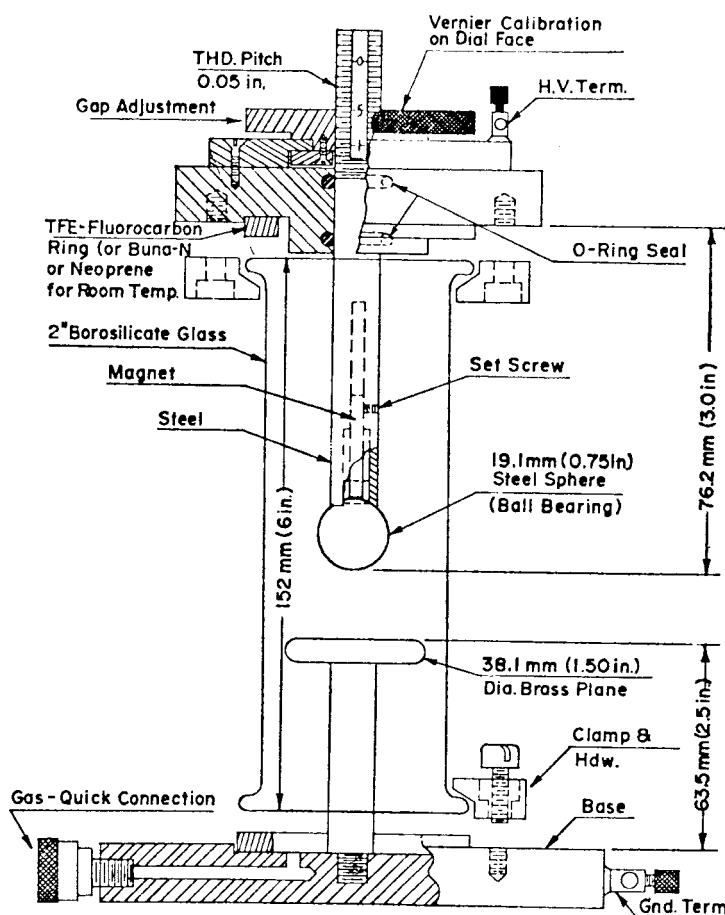 Vernier Calibration
on Dial Face
THD. Pitch
0.05 in.
H.V. Term.
Gap Adjustment
0
5
1
TFE-Fluorocarbon
Ring (or Buna-N
or Neoprene
for Room Temp.
O-Ring Seal
2" Borosilicate Glass
Magnet
Set Screw
Steel
19.1mm (0.75In)
Steel Sphere
(Ball Bearing)
76.2 mm (3.0 in)
152 mm (6 in.)
38.1 mm (1.50 in.)
Dia. Brass Plane
63.5 mm (2.5 in.)
Clamp &
Hdw.
Gas-Quick Connection
Base
Gnd. Term